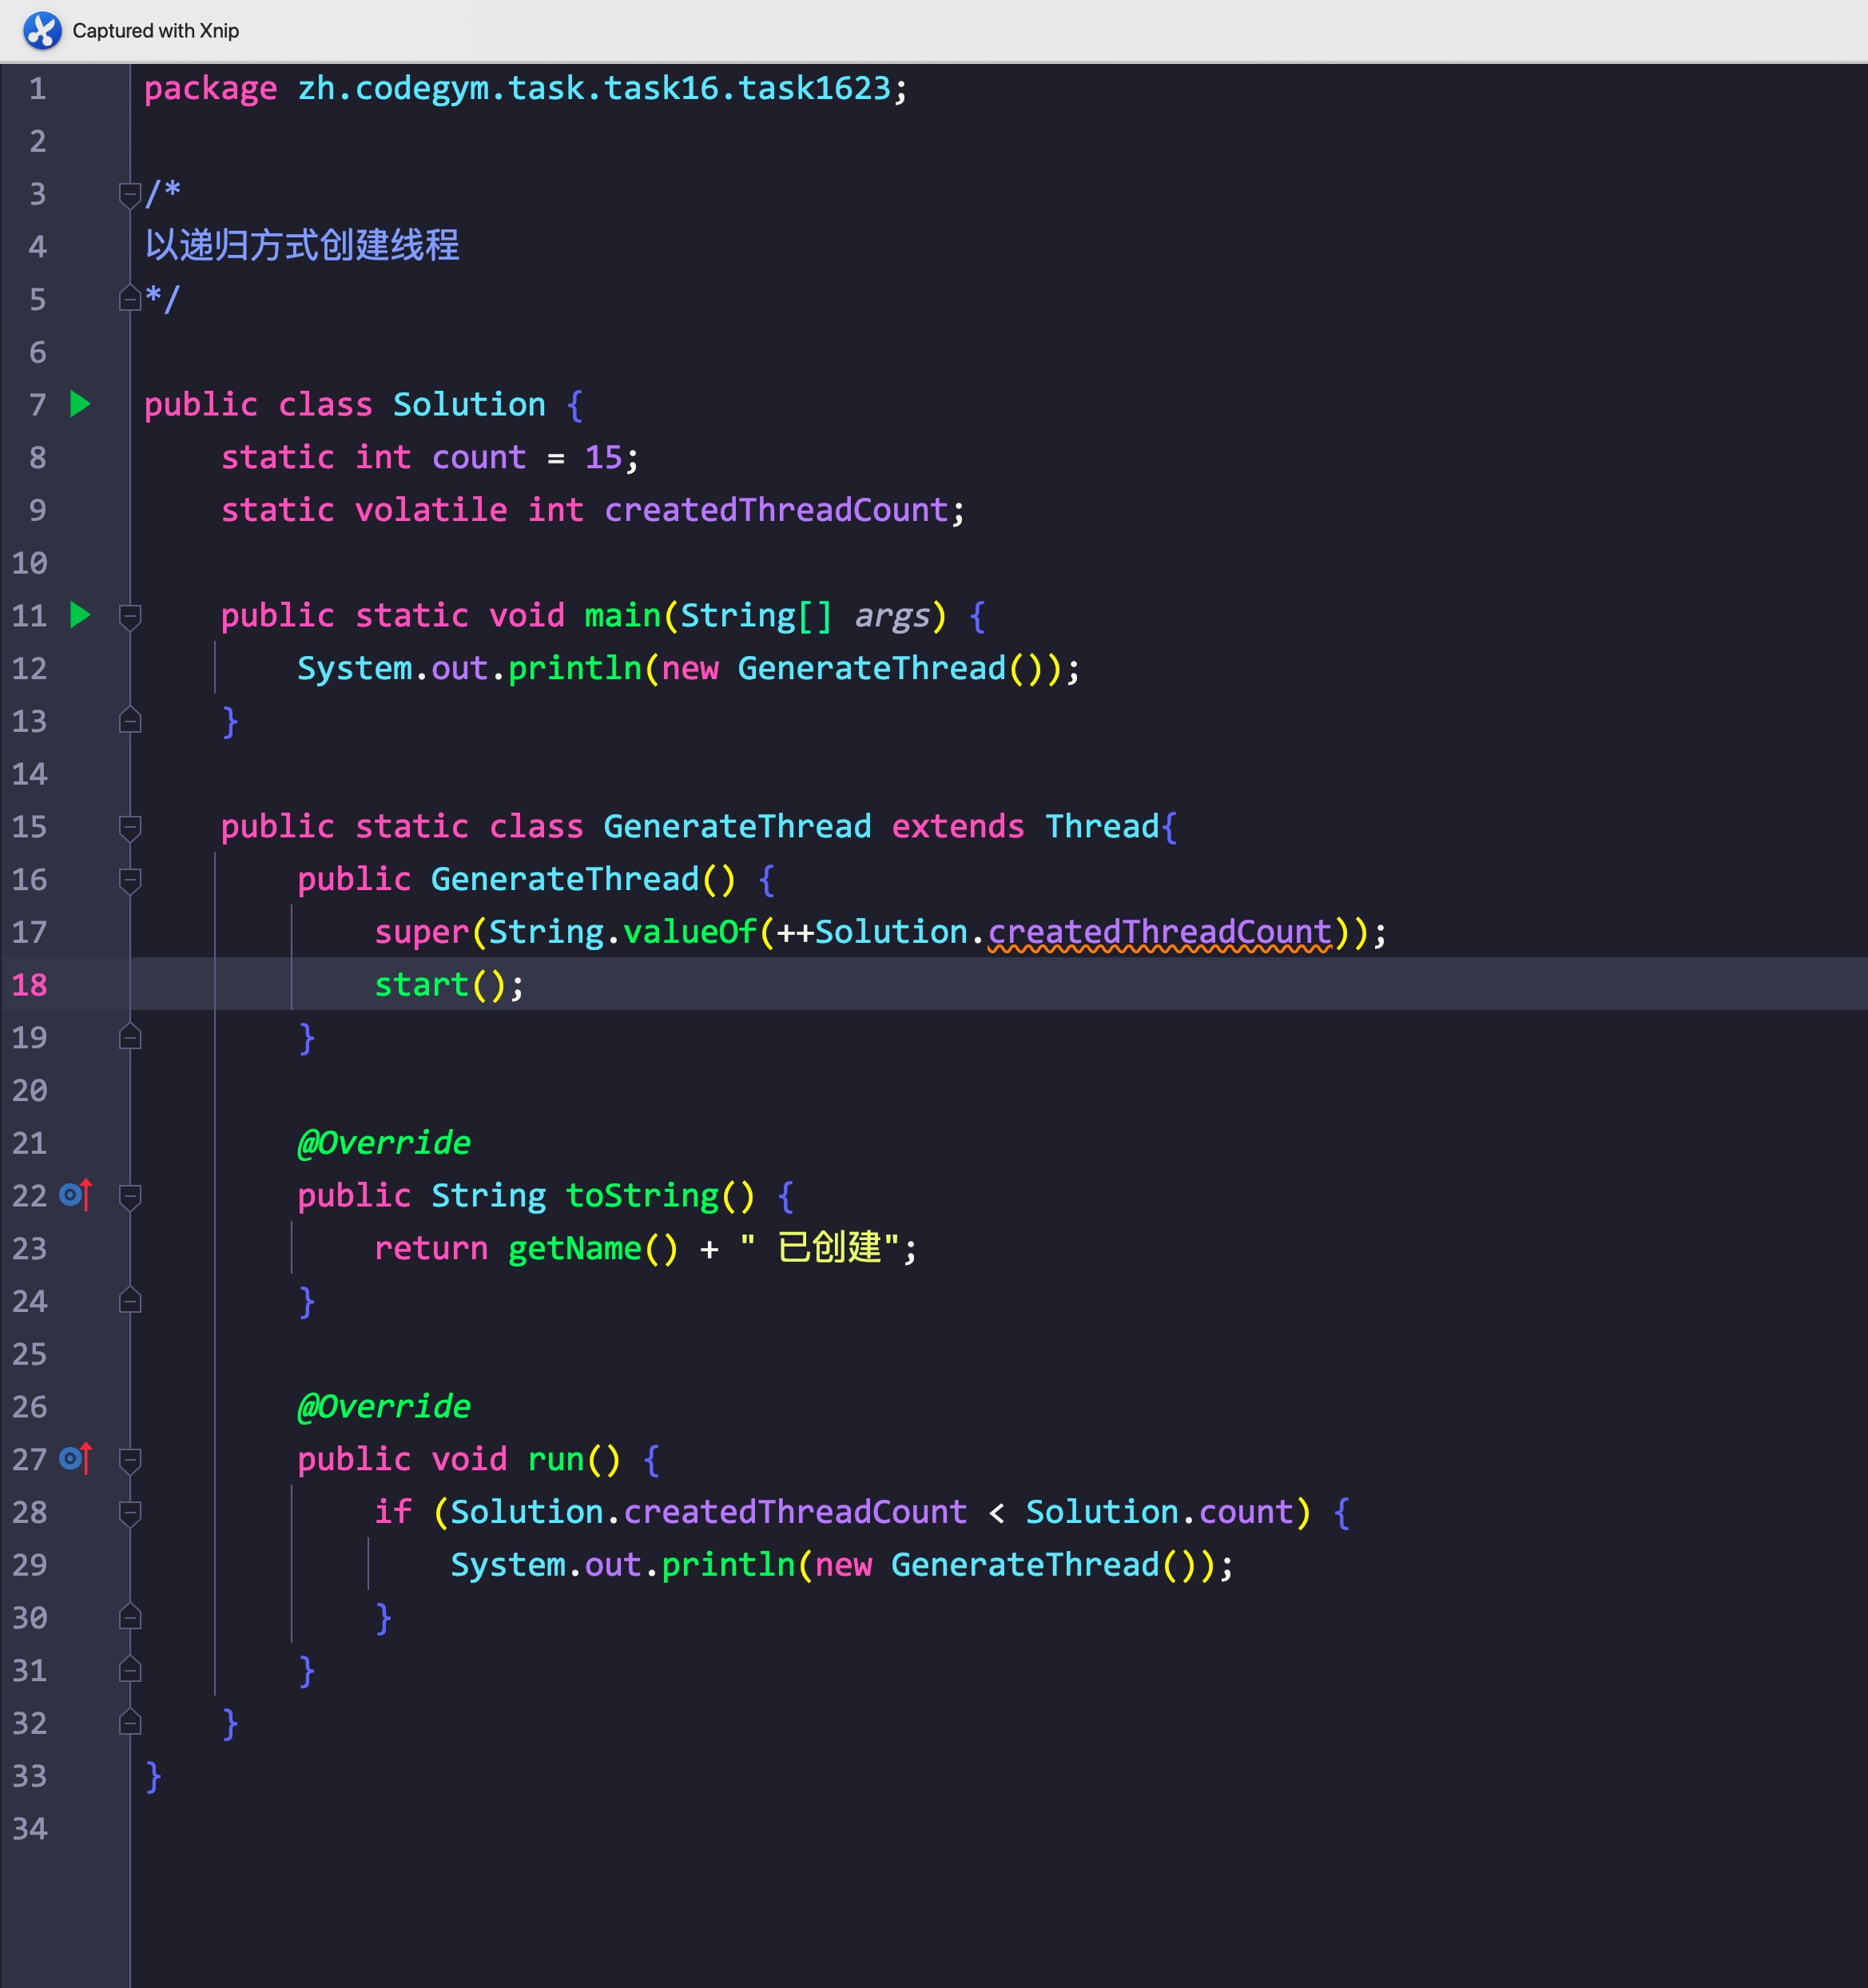 Captured with Xnip
1 package zh.codegym.task.task16.task1623;
2
3 /*
4 以递归方式创建线程
5 */
6
7 public class Solution {
8     static int count = 15;
9     static volatile int createdThreadCount;
10
11     public static void main(String[] args) {
12         System.out.println(new GenerateThread());
13     }
14
15     public static class GenerateThread extends Thread{
16         public GenerateThread() {
17             super(String.valueOf(++Solution.createdThreadCount));
18             start();
19         }
20
21         @Override
22         public String toString() {
23             return getName() + " 已创建";
24         }
25
26         @Override
27         public void run() {
28             if (Solution.createdThreadCount < Solution.count) {
29                 System.out.println(new GenerateThread());
30             }
31         }
32     }
33 }
34